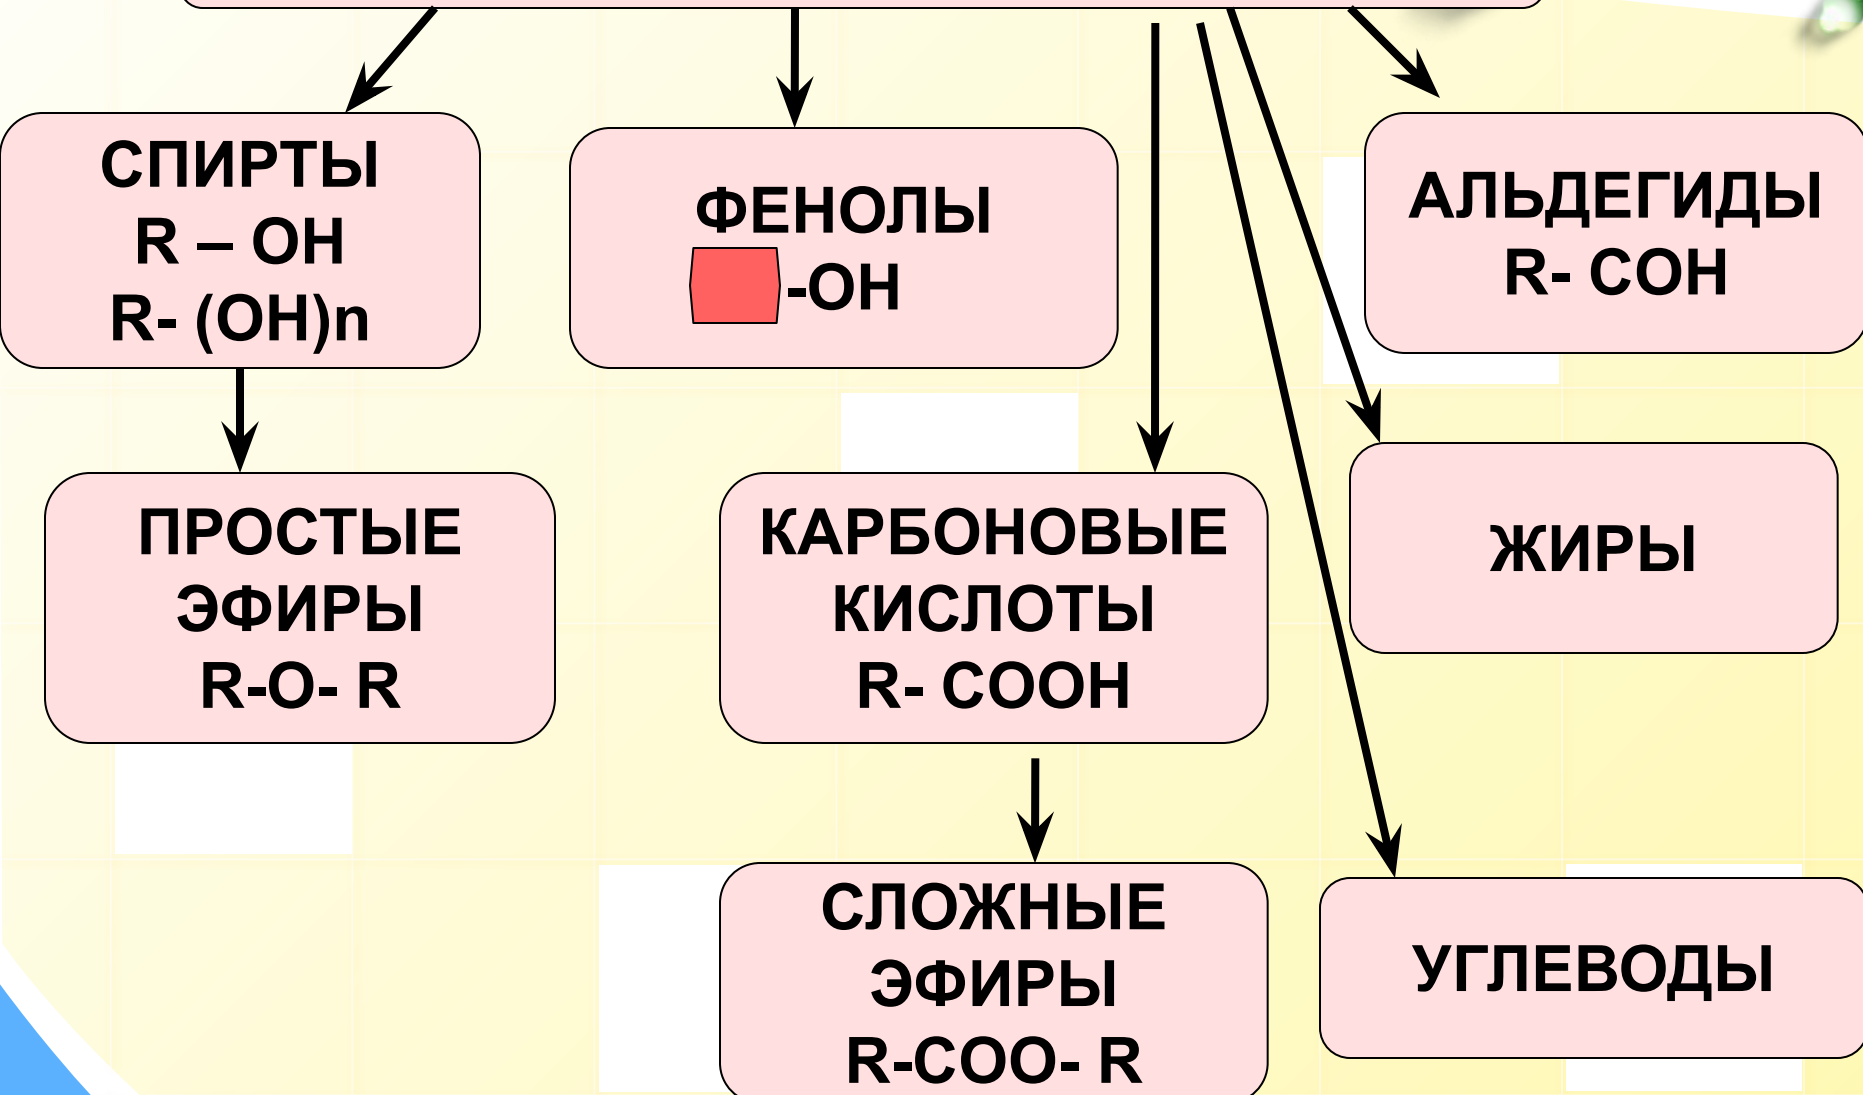 СПИРТЫ
R – OH
R- (OH)n
ФЕНОЛЫ
-OH
АЛЬДЕГИДЫ
R- COH
ПРОСТЫЕ
ЭФИРЫ
R-O- R
КАРБОНОВЫЕ
КИСЛОТЫ
R- COOH
ЖИРЫ
СЛОЖНЫЕ
ЭФИРЫ
R-COO- R
УГЛЕВОДЫ